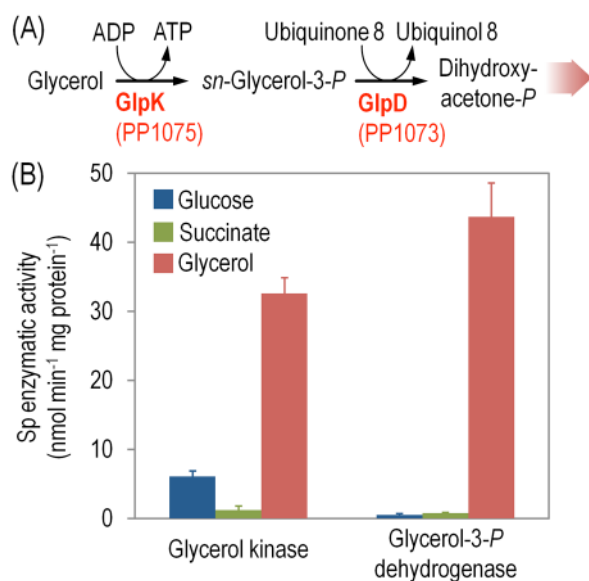 (A)
ADP ATP
Ubiquinone 8 Ubiquinol 8
Glycerol
sn-Glycerol-3-P
Dihydroxy-
acetone-P
GlpK
(PP1075)
GlpD
(PP1073)
(B)
Sp enzymatic activity
(nmol min⁻¹ mg protein⁻¹)
50
40
30
20
10
0
Glucose
Succinate
Glycerol
Glycerol kinase
Glycerol-3-P
dehydrogenase